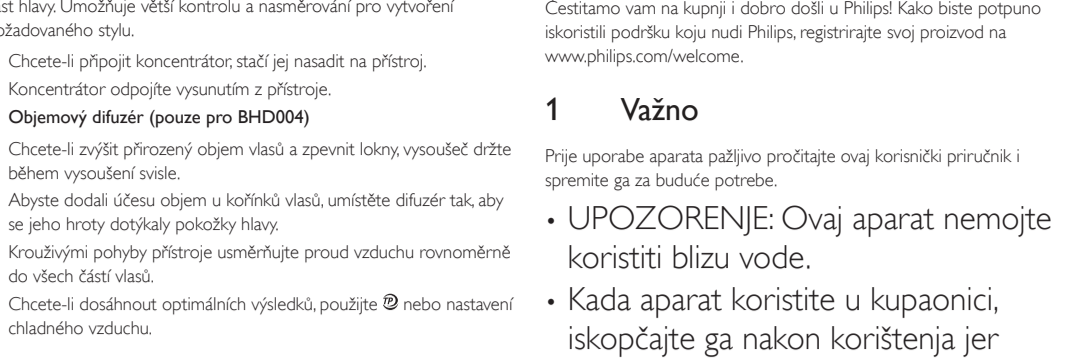 st hlavy. Umožňuje větší kontrolu a nasměrování pro vytvoření
ožadovaného stylu.
Chcete-li připojit koncentrátor, stačí jej nasadit na přístroj.
Koncentrátor odpojíte vysunutím z přístroje.
Objemový difuzér (pouze pro BHD004)
Chcete-li zvýšit přirozený objem vlasů a zpevnit lokny, vysoušeč držte
během vysoušení svisle.
Abyste dodali účesu objem u kořínků vlasů, umístěte difuzér tak, aby
se jeho hroty dotýkaly pokožky hlavy.
Krouživými pohyby přístroje usměrňujte proud vzduchu rovnoměrně
do všech částí vlasů.
Chcete-li dosáhnout optimálních výsledků, použijte nebo nastavení
chladného vzduchu.
Čestitamo vam na kupnji i dobro došli u Philips! Kako biste potpuno
iskoristili podršku koju nudi Philips, registrirajte svoj proizvod na
www.philips.com/welcome.
1 Važno
Prije uporabe aparata pažljivo pročitajte ovaj korisnički priručnik i
spremite ga za buduće potrebe.
• UPOZORENJE: Ovaj aparat nemojte
koristiti blizu vode.
• Kada aparat koristite u kupaonici,
iskopčajte ga nakon korištenja jer